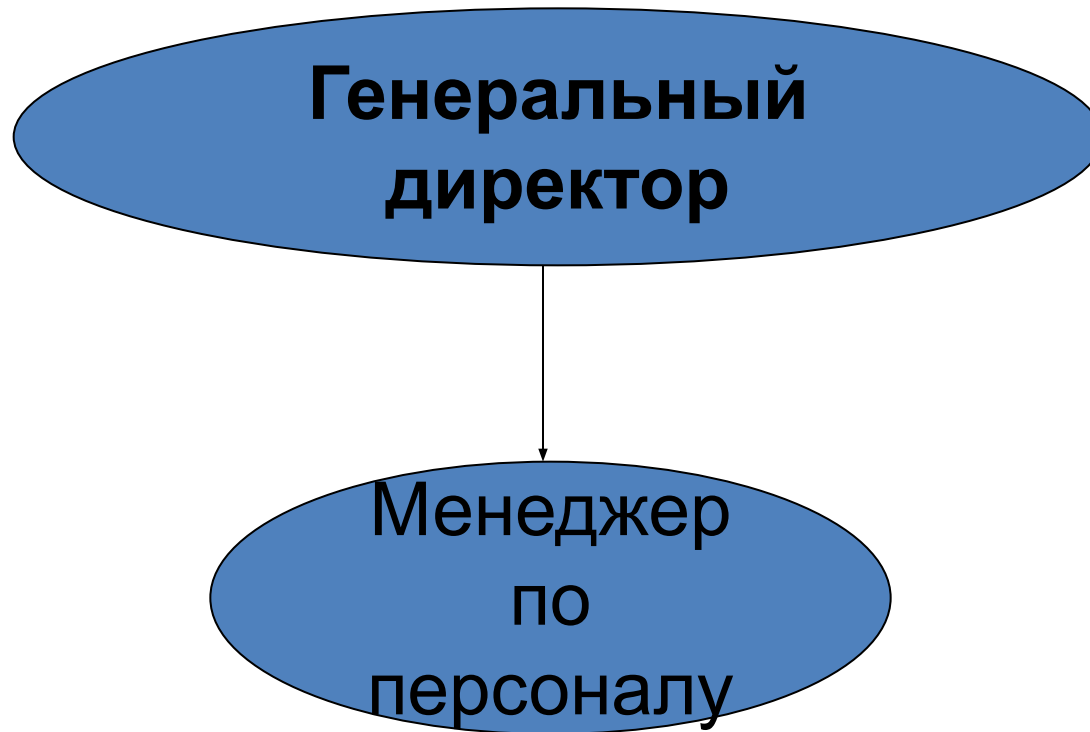 Генеральный
директор
Менеджер
по
персоналу